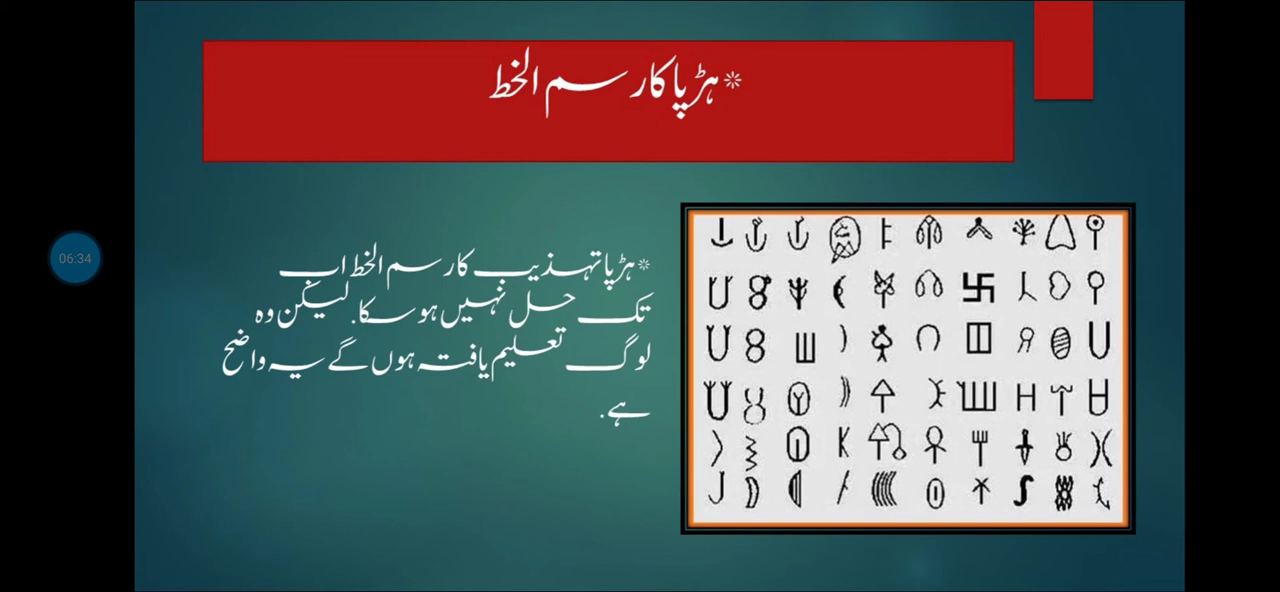 *ہڑپا کا رسم الخط
*ہڑپا تہذیب کا رسم الخط اب
تک حل نہیں ہو سکا. لیکن وہ
لوگ تعلیم یافتہ ہوں گے یہ واضح
ہے.
06:34